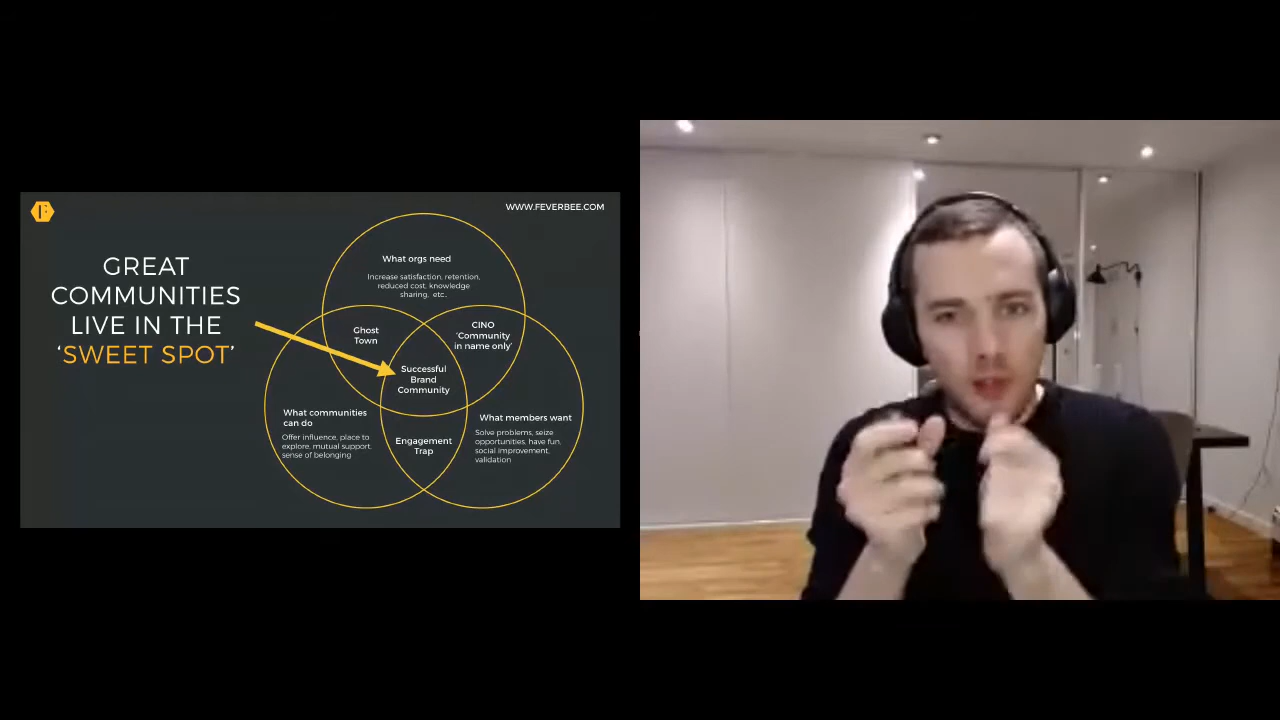 WWW.FEVERBEE.COM
GREAT
COMMUNITIES
LIVE IN THE
‘SWEET SPOT’
What orgs need
Increase satisfaction, retention,
reduced cost, knowledge
sharing, etc.
Ghost
Town
CINO
‘Community
in name only’
Successful
Brand
Community
What communities
can do
Offer influence, place to
explore, mutual support,
sense of belonging
Engagement
Trap
What members want
Solve problems, seize
opportunities, have fun,
social improvement,
validation